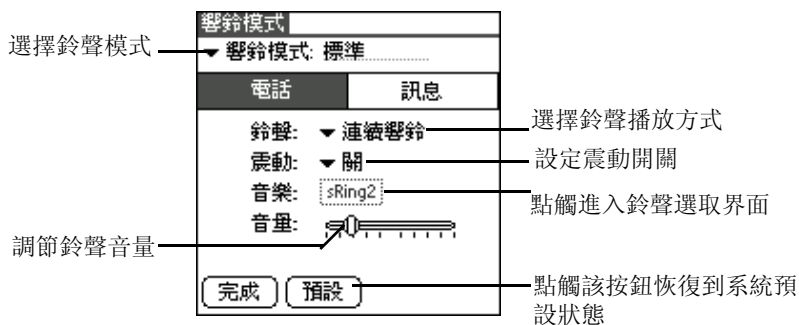 響鈴模式
選擇鈴聲模式
響鈴模式: 標準
電話 訊息
鈴聲: 連續響鈴
選擇鈴聲播放方式
震動: 關
設定震動開關
音樂: sRing2
點觸進入鈴聲選取界面
音量:
調節鈴聲音量
完成 預設
點觸該按鈕恢復到系統預
設狀態